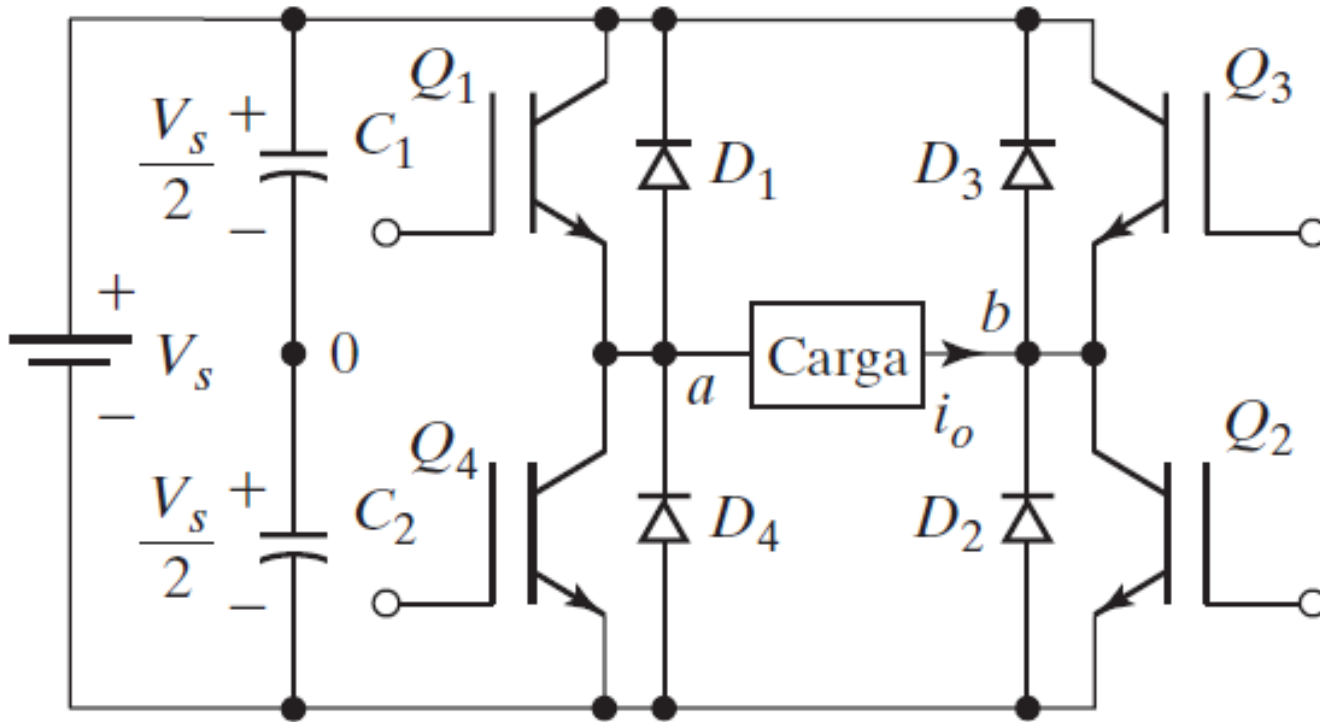 Q1
Q3
Vs/2
+
−
C1
D1
D3
+
Vs
−
0
a
Carga
b
io
Q4
Q2
Vs/2
+
−
C2
D4
D2